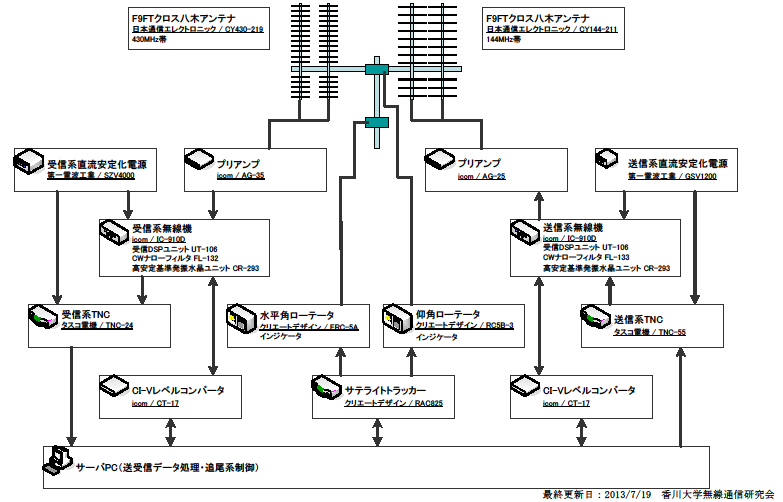 F9FTクロス八木アンテナ
日本通信エレクトロニック / CY430-219
430MHz帯
F9FTクロス八木アンテナ
日本通信エレクトロニック / CY144-211
144MHz帯
受信系直流安定化電源
第一電波工業 / SZV4000
プリアンプ
icom / AG-35
プリアンプ
icom / AG-25
送信系直流安定化電源
第一電波工業 / GSV1200
受信系無線機
icom / IC-910D
受信DSPユニット UT-106
CWナローフィルタ FL-132
高安定基準発振水晶ユニット CR-293
送信系無線機
icom / IC-910D
受信DSPユニット UT-106
CWナローフィルタ FL-133
高安定基準発振水晶ユニット CR-293
受信系TNC
タスコ電機 / TNC-24
水平角ローテータ
クリエートデザイン / ERC-5A
インジケータ
仰角ローテータ
クリエートデザイン / RC5B-3
インジケータ
送信系TNC
タスコ電機 / TNC-55
CI-Vレベルコンバータ
icom / CT-17
サテライトトラッカー
クリエートデザイン / RAC825
CI-Vレベルコンバータ
icom / CT-17
サーバPC(送受信データ処理・追尾系制御)
最終更新日：2013/7/19 香川大学無線通信研究会